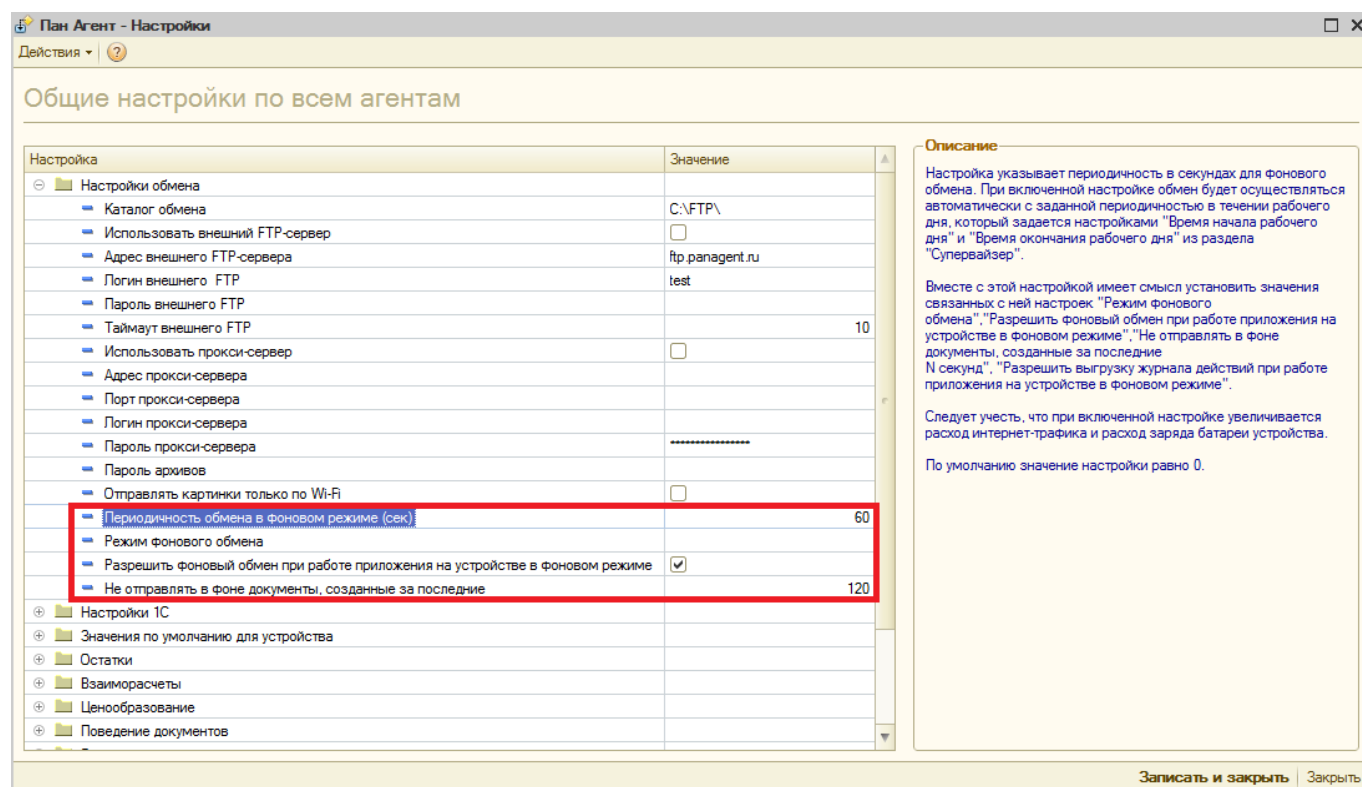 Пан Агент - Настройки
Действия
Общие настройки по всем агентам
Настройка Значение
Настройки обмена
Каталог обмена C:\FTP\
Использовать внешний FTP-сервер
Адрес внешнего FTP-сервера ftp.panagent.ru
Логин внешнего FTP test
Пароль внешнего FTP
Таймаут внешнего FTP 10
Использовать прокси-сервер
Адрес прокси-сервера
Порт прокси-сервера
Логин прокси-сервера
Пароль прокси-сервера ****************
Пароль архивов
Отправлять картинки только по Wi-Fi
Периодичность обмена в фоновом режиме (сек) 60
Режим фонового обмена
Разрешить фоновый обмен при работе приложения на устройстве в фоновом режиме
Не отправлять в фоне документы, созданные за последние 120
Настройки 1С
Значения по умолчанию для устройства
Остатки
Взаиморасчеты
Ценообразование
Поведение документов
Описание
Настройка указывает периодичность в секундах для фонового
обмена. При включенной настройке обмен будет осуществляться
автоматически с заданной периодичностью в течении рабочего
дня, который задается настройками "Время начала рабочего
дня" и "Время окончания рабочего дня" из раздела
"Супервайзер".
Вместе с этой настройкой имеет смысл установить значения
связанных с ней настроек "Режим фонового
обмена","Разрешить фоновый обмен при работе приложения на
устройстве в фоновом режиме","Не отправлять в фоне
документы, созданные за последние
N секунд", "Разрешить выгрузку журнала действий при работе
приложения на устройстве в фоновом режиме".
Следует учесть, что при включенной настройке увеличивается
расход интернет-трафика и расход заряда батареи устройства.
По умолчанию значение настройки равно 0.
Записать и закрыть Закрыть